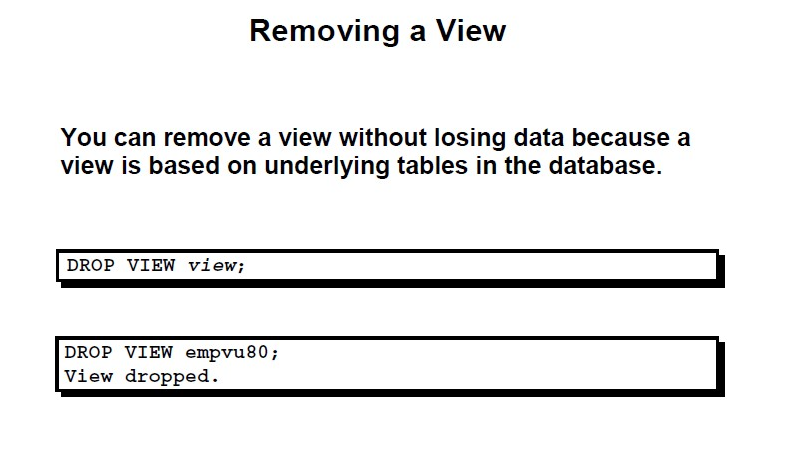 Removing a View
You can remove a view without losing data because a
view is based on underlying tables in the database.
DROP VIEW view;
DROP VIEW empvu80;
View dropped.